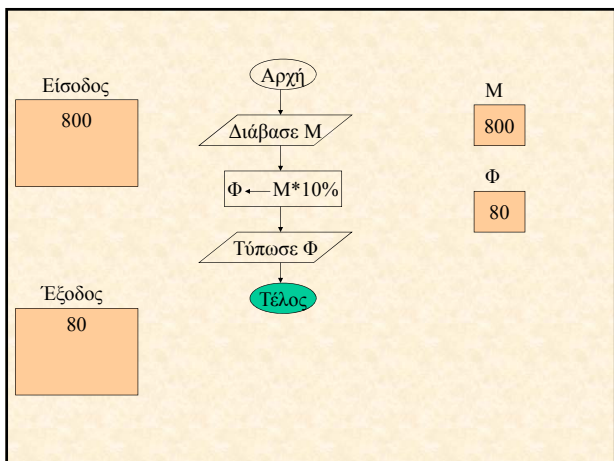 Είσοδος
800
Αρχή
Διάβασε Μ
Φ ← Μ*10%
Τύπωσε Φ
Τέλος
Έξοδος
80
Μ
800
Φ
80